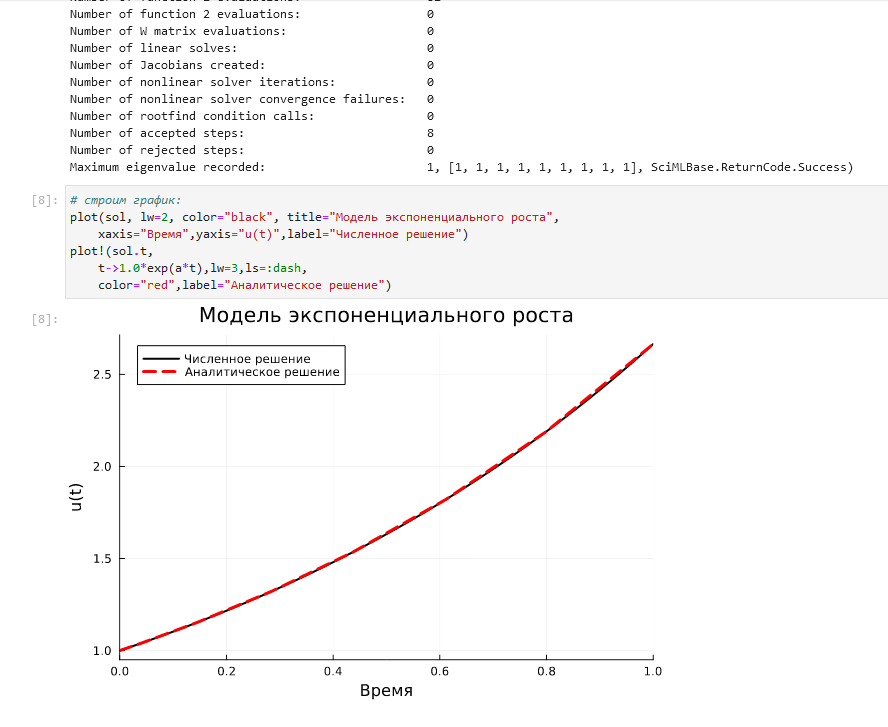 Number of function 2 evaluations: 0
Number of W matrix evaluations: 0
Number of linear solves: 0
Number of Jacobians created: 0
Number of nonlinear solver iterations: 0
Number of nonlinear solver convergence failures: 0
Number of rootfind condition calls: 0
Number of accepted steps: 8
Number of rejected steps: 0
Maximum eigenvalue recorded: 1, [1, 1, 1, 1, 1, 1, 1, 1, 1], SciMLBase.ReturnCode.Success)
[8]: # строим график:
plot(sol, lw=2, color="black", title="Модель экспоненциального роста",
xaxis="Время",yaxis="u(t)",label="Численное решение")
plot!(sol.t,
t->1.0*exp(a*t),lw=3,ls=:dash,
color="red",label="Аналитическое решение")
[8]:
Модель экспоненциального роста
Численное решение
Аналитическое решение
2.5
2.0
1.5
1.0
u(t)
0.0 0.2 0.4 0.6 0.8 1.0
Время